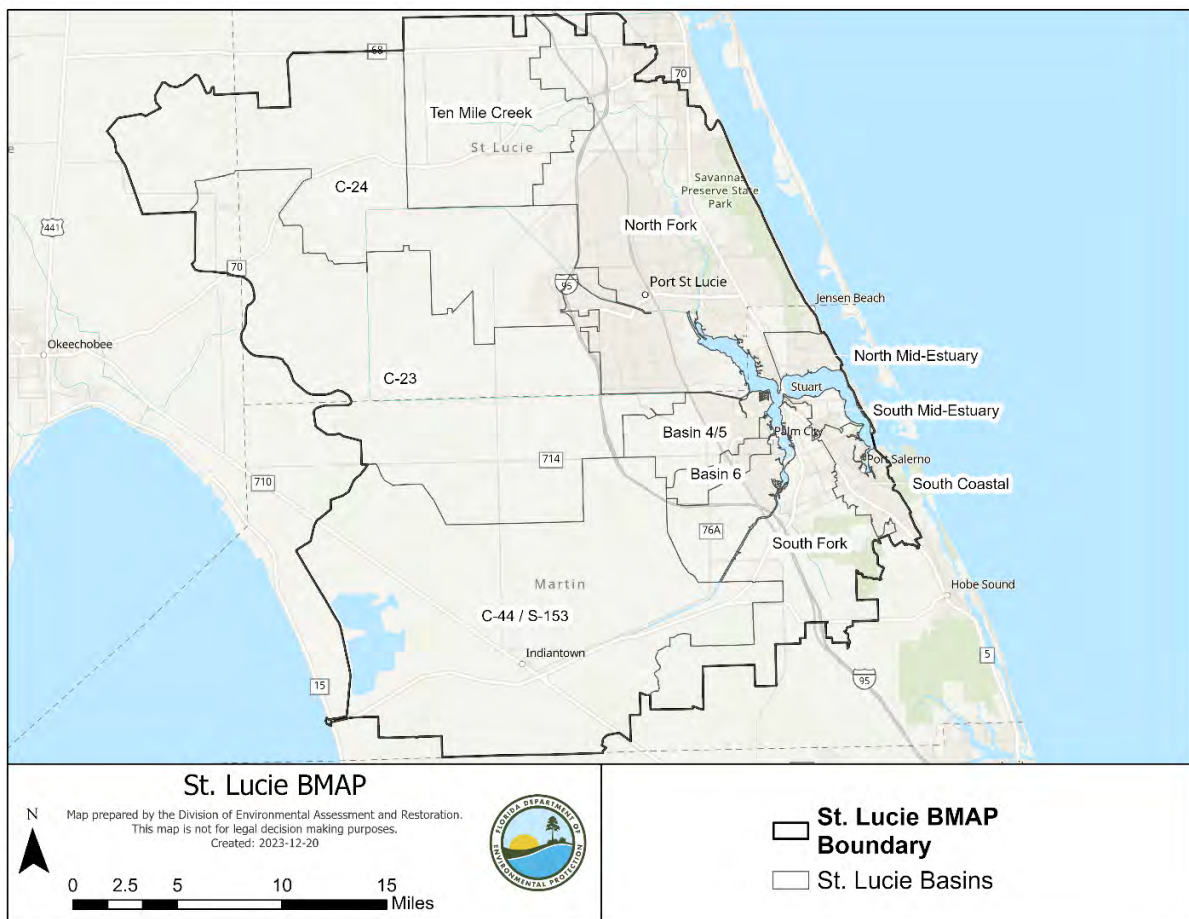 68
70
Ten Mile Creek
St Lucie
Savannas
Preserve State
Park
C-24
North Fork
441
70
95
Port St Lucie
Jensen Beach
Okeechobee
North Mid-Estuary
C-23
Stuart
South Mid-Estuary
Basin 4/5
Palm City
714
Port Salerno
Basin 6
710
South Coastal
76A
South Fork
Martin
Hobe Sound
C-44 / S-153
Indiantown
5
15
95
St. Lucie BMAP
Map prepared by the Division of Environmental Assessment and Restoration.
This map is not for legal decision making purposes.
Created: 2023-12-20
N
0 2.5 5 10 15
Miles
FLORIDA DEPARTMENT OF
ENVIRONMENTAL PROTECTION
St. Lucie BMAP
Boundary
St. Lucie Basins